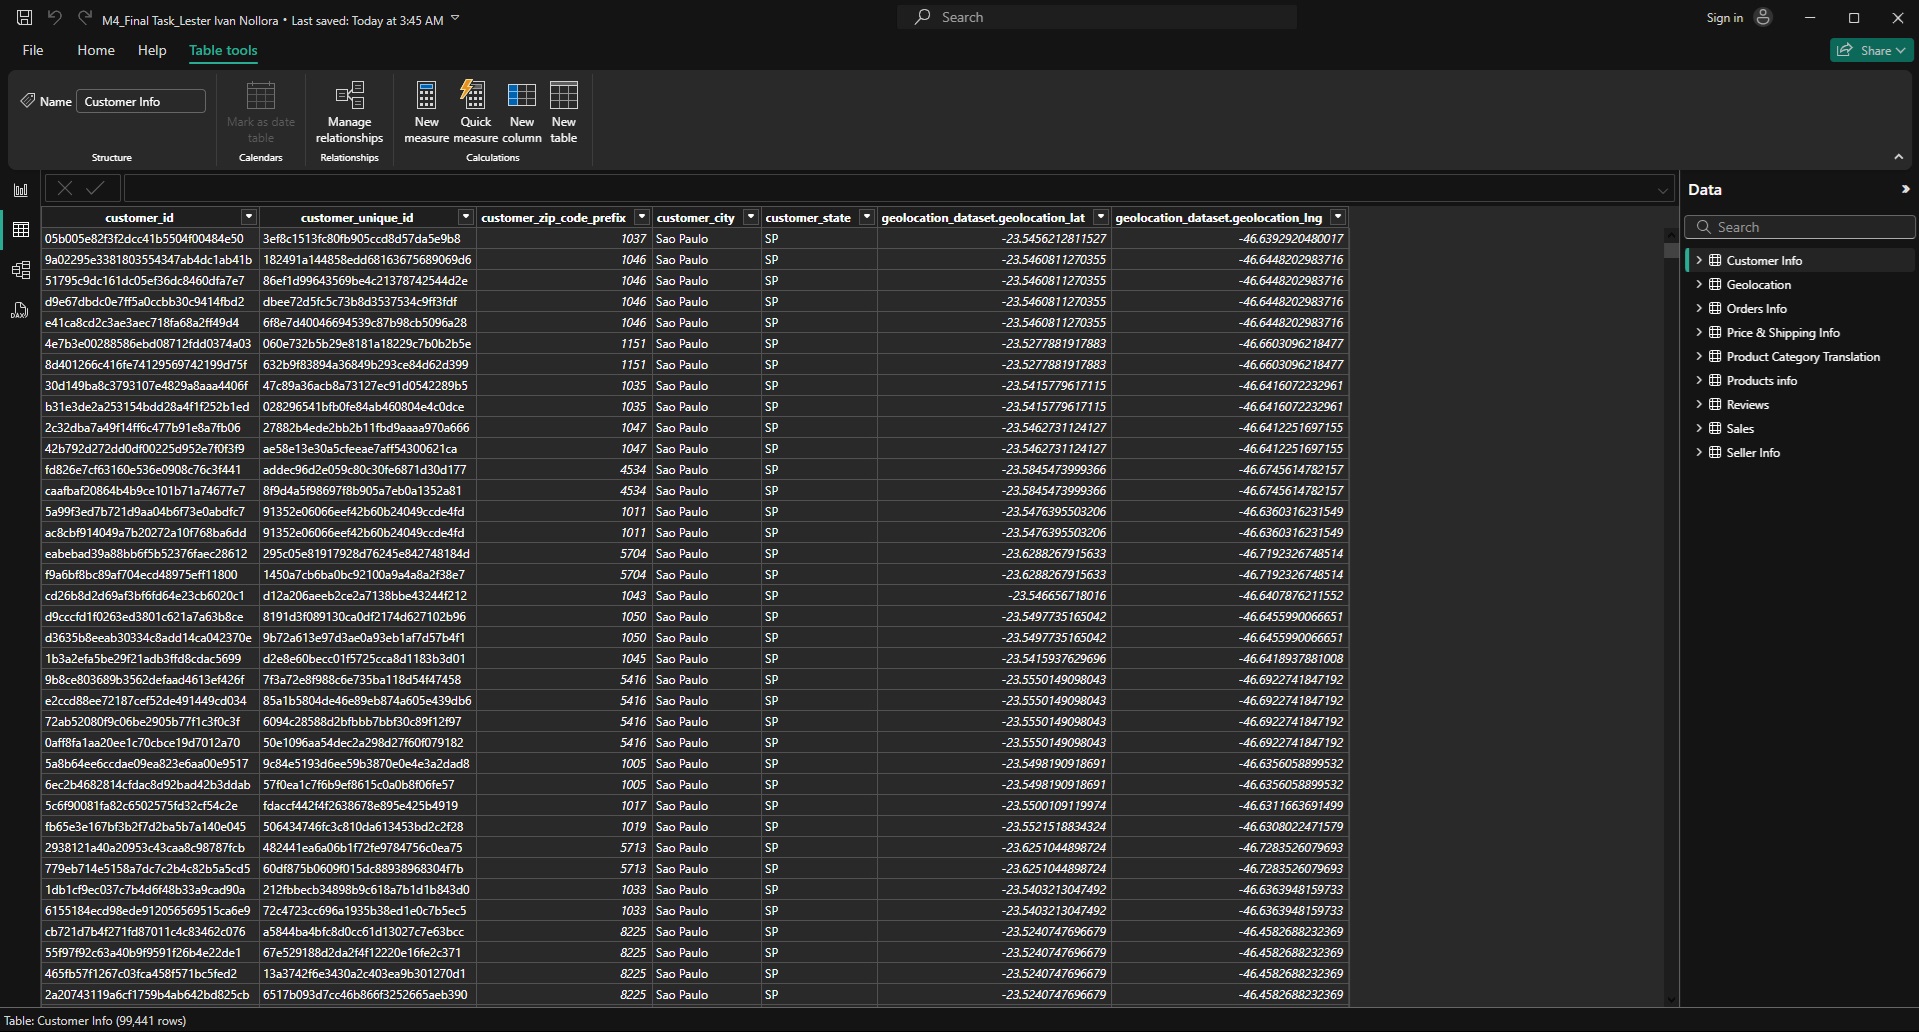 M4_Final Task_Lester Ivan Nollora • Last saved: Today at 3:45 AM
Search
Sign in
File Home Help Table tools
Share
Name Customer Info
Mark as date table
Manage relationships
New measure
Quick measure
New column
New table
Structure Calendars Relationships Calculations
Data
Search
Customer Info
Geolocation
Orders Info
Price & Shipping Info
Product Category Translation
Products info
Reviews
Sales
Seller Info
customer_id customer_unique_id customer_zip_code_prefix customer_city customer_state geolocation_dataset.geolocation_lat geolocation_dataset.geolocation_lng
05b005e82f3f2dcc41b5504f00484e50 3ef8c1513fc80fb905ccd8d57da5e9b8 1037 Sao Paulo SP -23.5456212811527 -46.6392920480017
9a02295e3381803554347ab4dc1ab41b 182491a144858edd68163675689069d6 1046 Sao Paulo SP -23.5460811270355 -46.6448202983716
51795c9dc161dc05ef36dc8460dfa7e7 86ef1d99643569be4c21378742544d2e 1046 Sao Paulo SP -23.5460811270355 -46.6448202983716
d9e67dbdc0e7ff5a0ccbb30c9414fbd2 dbee72d5fc5c73b8d3537534c9ff3fdf 1046 Sao Paulo SP -23.5460811270355 -46.6448202983716
e41ca8cd2c3ae3aec718fa68a2ff49d4 6f8e7d40046694539c87b98cb5096a28 1046 Sao Paulo SP -23.5460811270355 -46.6448202983716
4e7b3e00288586ebd08712fdd0374a03 060e732b5b29e8181a18229c7b0b2b5e 1151 Sao Paulo SP -23.5277881917883 -46.6603096218477
8d401266c416fe74129569742199d75f 632b9f83894a36849b293ce84d62d399 1151 Sao Paulo SP -23.5277881917883 -46.6603096218477
30d149ba8c3793107e4829a8aaa4406f 47c89a36acb8a73127ec91d0542289b5 1035 Sao Paulo SP -23.5415779617115 -46.6416072232961
b31e3de2a253154bdd28a4f1f252b1ed 028296541bfb0fe84ab460804e4c0dce 1035 Sao Paulo SP -23.5415779617115 -46.6416072232961
2c32dba7a49f14ff6c477b91e8a7fb06 27882b4ede2bb2b11fbd9aaaa970a666 1047 Sao Paulo SP -23.5462731124127 -46.6412251697155
42b792d272dd0df00225d952e7f0f3f9 ae58e13e30a5cfeeae7aff54300621ca 1047 Sao Paulo SP -23.5462731124127 -46.6412251697155
fd826e7cf63160e536e0908c76c3f441 addec96d2e059c80c30fe6871d30d177 4534 Sao Paulo SP -23.5845473999366 -46.6745614782157
caafbaf20864b4b9ce101b71a74677e7 8f9d4a5f98697f8b905a7eb0a1352a81 4534 Sao Paulo SP -23.5845473999366 -46.6745614782157
5a99f3ed7b721d9aa04b6f73e0abdfc7 91352e06066eef42b60b24049ccde4fd 1011 Sao Paulo SP -23.5476395503206 -46.6360316231549
ac8cbf914049a7b20272a10f768ba6dd 91352e06066eef42b60b24049ccde4fd 1011 Sao Paulo SP -23.5476395503206 -46.6360316231549
eabebad39a88bb6f5b52376faec28612 295c05e81917928d76245e842748184d 5704 Sao Paulo SP -23.6288267915633 -46.7192326748514
f9a6bf8bc89af704ecd48975eff11800 1450a7cb6ba0bc92100a9a4a8a2f38e7 5704 Sao Paulo SP -23.6288267915633 -46.7192326748514
cd26b8d2d69af3bf6fd64e23cb6020c1 d12a206aeeb2ce2a7138bbe43244f212 1043 Sao Paulo SP -23.546656718016 -46.6407876211552
d9cccfd1f0263ed3801c621a7a63b8ce 8191d3f089130ca0df2174d627102b96 1050 Sao Paulo SP -23.5497735165042 -46.6455990066651
d3635b8eeab30334c8add14ca042370e 9b72a613e97d3ae0a93eb1af7d57b4f1 1050 Sao Paulo SP -23.5497735165042 -46.6455990066651
1b3a2efa5be29f21adb3ffd8cdac5699 d2e8e60becc01f5725cca8d1183b3d01 1045 Sao Paulo SP -23.5415937629696 -46.6418937881008
9b8ce803689b3562defaad4613ef426f 7f3a72e8f988c6e735ba118d54f47458 5416 Sao Paulo SP -23.5550149098043 -46.6922741847192
e2ccd88ee72187cef52de491449cd034 85a1b5804de46e89eb874a605e439db6 5416 Sao Paulo SP -23.5550149098043 -46.6922741847192
72ab52080f9c06be2905b77f1c3f0c3f 6094c28588d2bfbbb7bbf30c89f12f97 5416 Sao Paulo SP -23.5550149098043 -46.6922741847192
0aff8fa1aa20ee1c70cbce19d7012a70 50e1096aa54dec2a298d27f60f079182 5416 Sao Paulo SP -23.5550149098043 -46.6922741847192
5a8b64ee6ccdae09ea823e6aa00e9517 9c84e5193d6ee59b3870e0e4e3a2dad8 1005 Sao Paulo SP -23.5498190918691 -46.6356058899532
6ec2b4682814cfdac8d92bad42b3ddab 57f0ea1c7f6b9ef8615c0a0b8f06fe57 1005 Sao Paulo SP -23.5498190918691 -46.6356058899532
5c6f90081fa82c6502575fd32cf54c2e fdaccf442f4f2638678e895e425b4919 1017 Sao Paulo SP -23.5500109119974 -46.6311663691499
fb65e3e167bf3b2f7d2ba5b7a140e045 506434746fc3c810da613453bd2c2f28 1019 Sao Paulo SP -23.5521518834324 -46.6308022471579
2938121a40a20953c43caa8c98787fcb 482441ea6a06b1f72fe9784756c0ea75 5713 Sao Paulo SP -23.6251044898724 -46.7283526079693
779eb714e5158a7dc7c2b4c82b5a5cd5 60df875b0609f015dc88938968304f7b 5713 Sao Paulo SP -23.6251044898724 -46.7283526079693
1db1cf9ec037c7b4d6f48b33a9cad90a 212fbbecb34898b9c618a7b1d1b843d0 1033 Sao Paulo SP -23.5403213047492 -46.6363948159733
6155184ecd98ede912056569515ca6e9 72c4723cc696a1935b38ed1e0c7b5ec5 1033 Sao Paulo SP -23.5403213047492 -46.6363948159733
cb721d7b4f271fd87011c4c83462c076 a5844ba4bfc8d0cc61d13027c7e63bcc 8225 Sao Paulo SP -23.5240747696679 -46.4582688232369
55f97f92c63a40b9f9591f26b4e22de1 67e529188d2da2f4f12220e16fe2c371 8225 Sao Paulo SP -23.5240747696679 -46.4582688232369
465fb57f1267c03fca458f571bc5fed2 13a3742f6e3430a2c403ea9b301270d1 8225 Sao Paulo SP -23.5240747696679 -46.4582688232369
2a20743119a6cf1759b4ab642bd825cb 6517b093d7cc46b866f3252665aeb390 8225 Sao Paulo SP -23.5240747696679 -46.4582688232369
Table: Customer Info (99,441 rows)